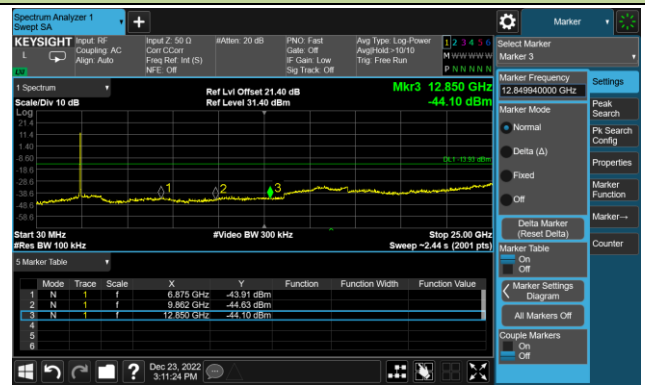 Spectrum Analyzer 1
Swept SA
+
Marker
KEYSIGHT
L
LW
Input: RF
Coupling: AC
Align: Auto
Input Z: 50 Ω
Corr CCorr
Freq Ref: Int (S)
NFE: Off
#Atten: 20 dB
PNO: Fast
Gate: Off
IF Gain: Low
Sig Track: Off
Avg Type: Log-Power
Avg|Hold:>10/10
Trig: Free Run
1 2 3 4 5 6
M W W W W W
P N N N N N
Select Marker
Marker 3
1 Spectrum
Scale/Div 10 dB
Log
Ref Lvl Offset 21.40 dB
Ref Level 31.40 dBm
Mkr3 12.850 GHz
-44.10 dBm
21.4
11.4
1.40
-8.60
-18.6
-28.6
-38.6
-48.6
-58.6
DL1 -13.93 dBm
1
2
3
Start 30 MHz
#Res BW 100 kHz
#Video BW 300 kHz
Stop 25.00 GHz
Sweep ~2.44 s (2001 pts)
5 Marker Table
Mode Trace Scale X Y Function Function Width Function Value
1 N 1 f 6.875 GHz -43.91 dBm
2 N 1 f 9.862 GHz -44.63 dBm
3 N 1 f 12.850 GHz -44.10 dBm
4
5
6
Marker Frequency
12.849940000 GHz
Marker Mode
Normal
Delta (Δ)
Fixed
Off
Delta Marker
(Reset Delta)
Marker Table
On
Off
Marker Settings
Diagram
All Markers Off
Couple Markers
On
Off
Settings
Peak
Search
Pk Search
Config
Properties
Marker
Function
Marker→
Counter
?
Dec 23, 2022
3:11:24 PM